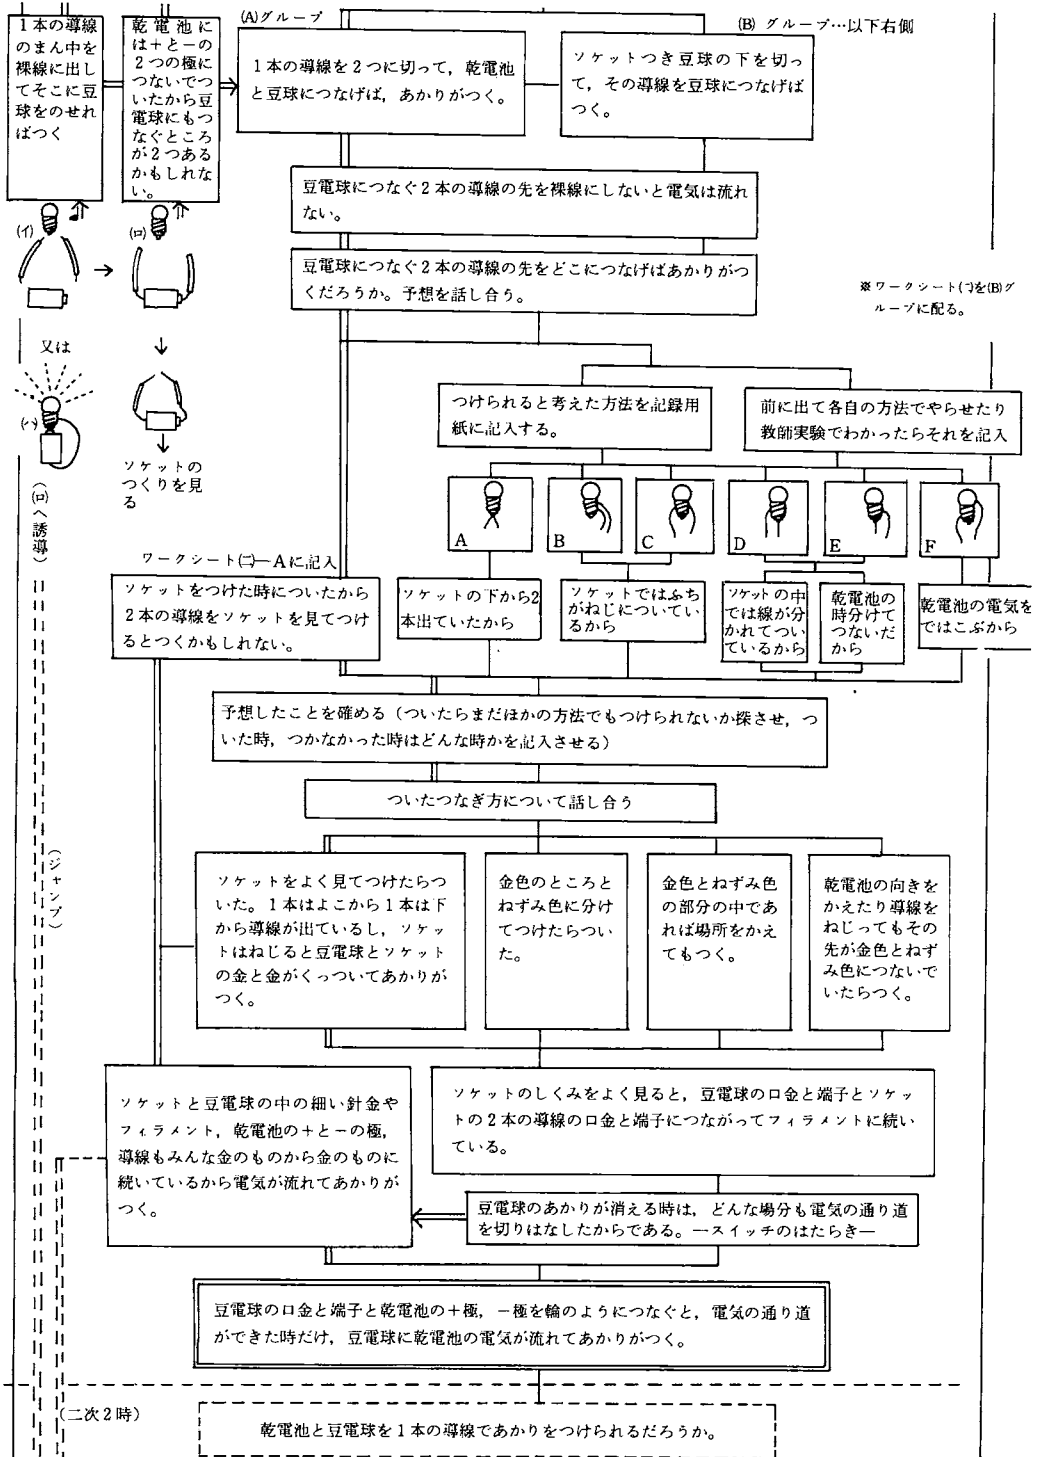 1本の導線
のまん中を
裸線に出し
てそこに豆
球をのせれ
ばつく
乾電池に
は+と−の
2つの極に
つないでつ
いたから豆
電球にもつ
なぐところ
が2つある
かもしれな
い。
(A)グループ
(B) グループ…以下右側
1本の導線を2つに切って,乾電池
と豆球につなげば,あかりがつく。
ソケットつき豆球の下を切っ
て,その導線を豆球につなげば
つく。
豆電球につなぐ2本の導線の先を裸線にしないと電気は流れ
ない。
豆電球につなぐ2本の導線の先をどこにつなげばあかりがつ
くだろうか。予想を話し合う。
※ワークシート(ﾆ)を(B)グ
ループに配る。
(イ)
(ロ)
又は
(ハ)
ソケットの
つくりを見
る
(ロ)へ誘導)
つけられると考えた方法を記録用
紙に記入する。
前に出て各自の方法でやらせたり
教師実験でわかったらそれを記入
A
B
C
D
E
F
ワークシート(ニ)―Aに記入
ソケットをつけた時についたから
2本の導線をソケットを見てつけ
るとつくかもしれない。
ソケットの下から2
本出ていたから
ソケットではふち
がねじについてい
るから
ソケットの中
では線が分
かれてつい
ているから
乾電池の
時分けて
つないだ
から
乾電池の電気を
ではこぶから
予想したことを確める(ついたらまだほかの方法でもつけられないか探させ,つ
いた時,つかなかった時はどんな時かを記入させる)
ついたつなぎ方について話し合う
(ジャンプ)
ソケットをよく見てつけたらつ
いた。1本はよこから1本は下
から導線が出ているし,ソケッ
トはねじると豆電球とソケット
の金と金がくっついてあかりが
つく。
金色のところと
ねずみ色に分け
てつけたらつい
た。
金色とねずみ色
の部分の中であ
れば場所をかえ
てもつく。
乾電池の向きを
かえたり導線を
ねじってもその
先が金色とねず
み色につないで
いたらつく。
ソケットと豆電球の中の細い針金や
フィラメント,乾電池の+と−の極,
導線もみんな金のものから金のものに
続いているから電気が流れてあかりが
つく。
ソケットのしくみをよく見ると,豆電球の口金と端子とソケッ
トの2本の導線の口金と端子につながってフィラメントに続い
ている。
豆電球のあかりが消える時は,どんな場分も電気の通り道
を切りはなしたからである。―スイッチのはたらき―
豆電球の口金と端子と乾電池の+極,−極を輪のようにつなぐと,電気の通り道
ができた時だけ,豆電球に乾電池の電気が流れてあかりがつく。
(二次2時)
乾電池と豆電球を1本の導線であかりをつけられるだろうか。